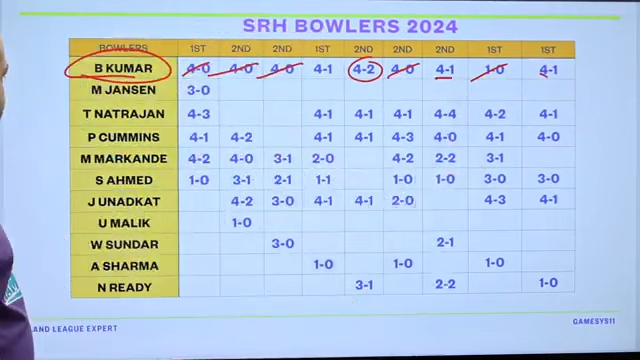 SRH BOWLERS 2024
BOWLERS 1ST 2ND 2ND 1ST 2ND 2ND 2ND 1ST 1ST
B KUMAR 4-0 4-0 4-0 4-1 4-2 4-0 4-1 1-0 4-1
M JANSEN 3-0
T NATRAJAN 4-3 4-1 4-1 4-1 4-4 4-2 4-1
P CUMMINS 4-1 4-2 4-1 4-1 4-3 4-0 4-1 4-0
M MARKANDE 4-2 4-0 3-1 2-0 4-2 2-2 3-1
S AHMED 1-0 3-1 2-1 1-1 1-0 1-0 3-0 3-0
J UNADKAT 4-2 3-0 4-1 4-1 2-0 4-3 4-1
U MALIK 1-0
W SUNDAR 3-0 2-1
A SHARMA 1-0 1-0 1-0
N READY 3-1 2-2 1-0
AND LEAGUE EXPERT GAMESYS11